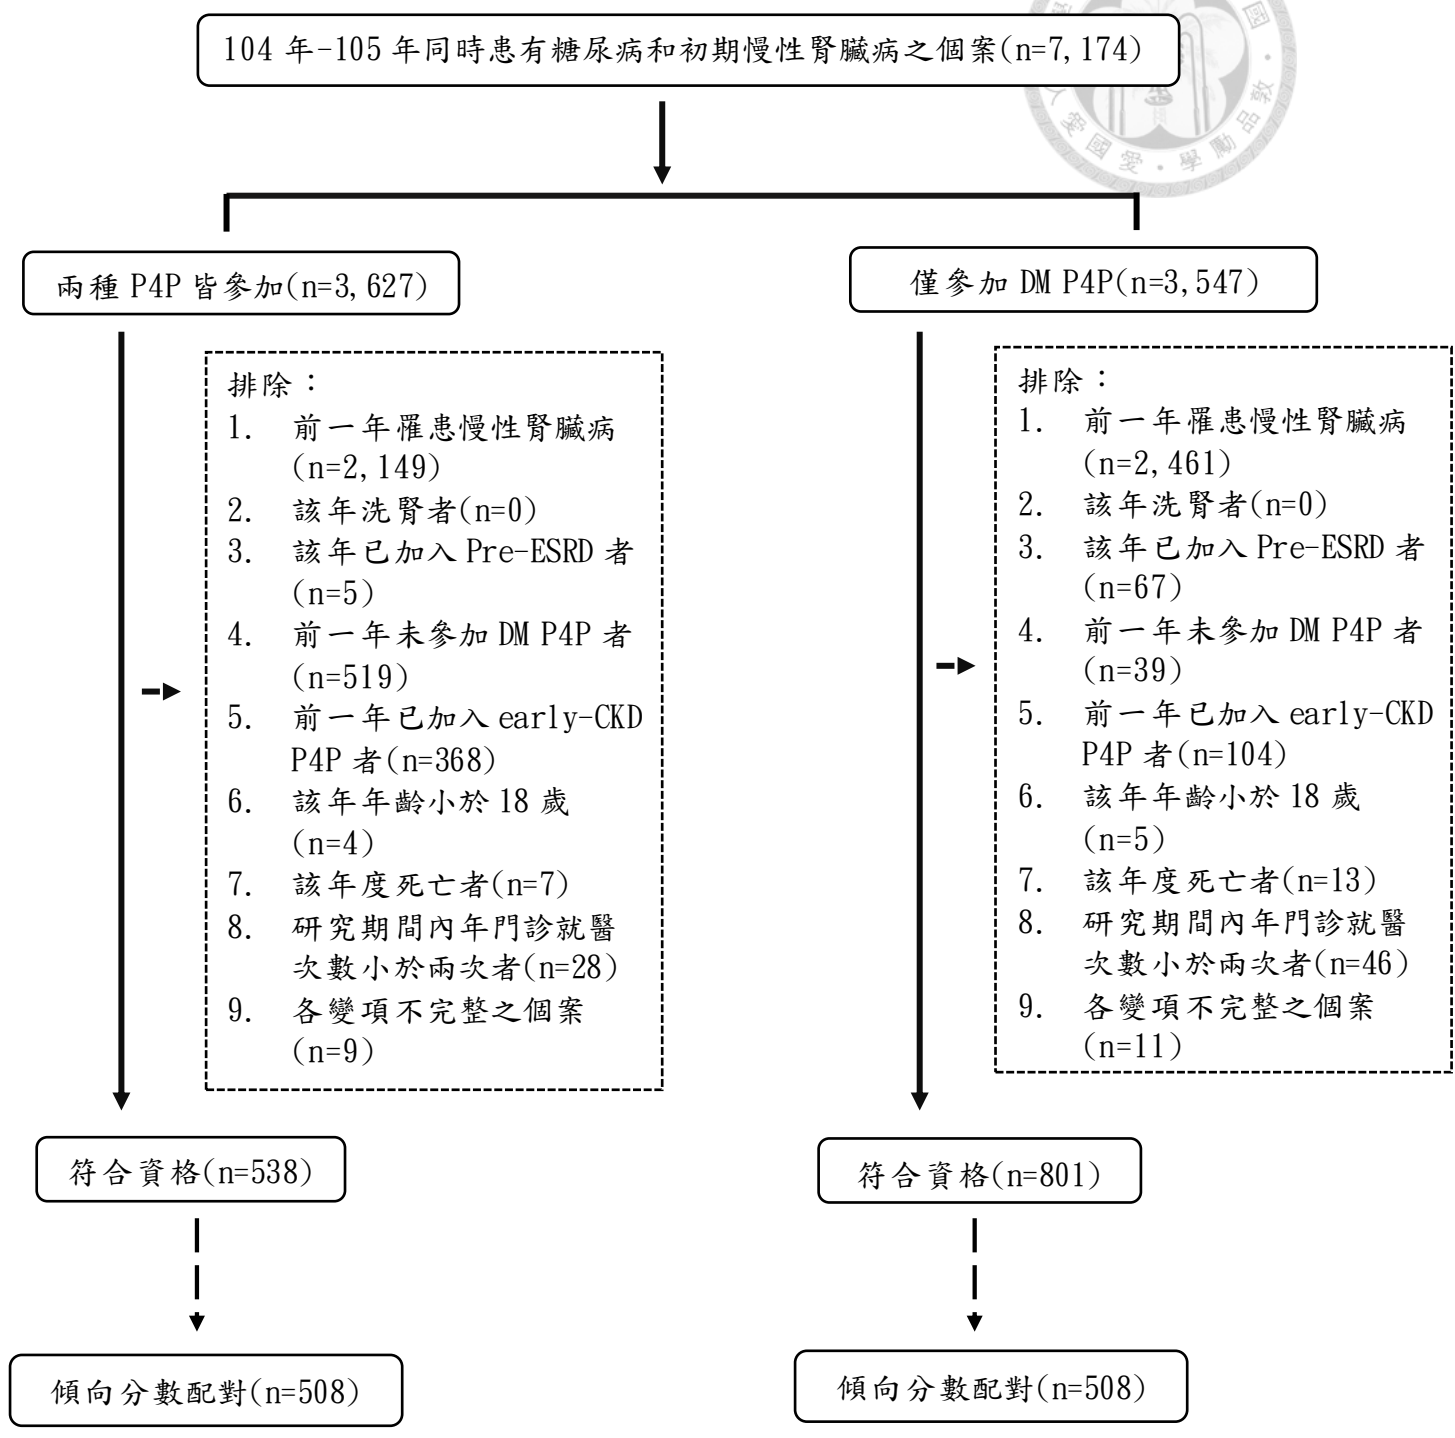 104 年-105 年同時患有糖尿病和初期慢性腎臟病之個案(n=7,174)
兩種 P4P 皆參加(n=3,627)
僅參加 DM P4P(n=3,547)
排除：
1. 前一年罹患慢性腎臟病
(n=2,149)
2. 該年洗腎者(n=0)
3. 該年已加入 Pre-ESRD 者
(n=5)
4. 前一年未參加 DM P4P 者
(n=519)
5. 前一年已加入 early-CKD
P4P 者(n=368)
6. 該年年齡小於 18 歲
(n=4)
7. 該年度死亡者(n=7)
8. 研究期間內年門診就醫
次數小於兩次者(n=28)
9. 各變項不完整之個案
(n=9)
排除：
1. 前一年罹患慢性腎臟病
(n=2,461)
2. 該年洗腎者(n=0)
3. 該年已加入 Pre-ESRD 者
(n=67)
4. 前一年未參加 DM P4P 者
(n=39)
5. 前一年已加入 early-CKD
P4P 者(n=104)
6. 該年年齡小於 18 歲
(n=5)
7. 該年度死亡者(n=13)
8. 研究期間內年門診就醫
次數小於兩次者(n=46)
9. 各變項不完整之個案
(n=11)
符合資格(n=538)
符合資格(n=801)
傾向分數配對(n=508)
傾向分數配對(n=508)